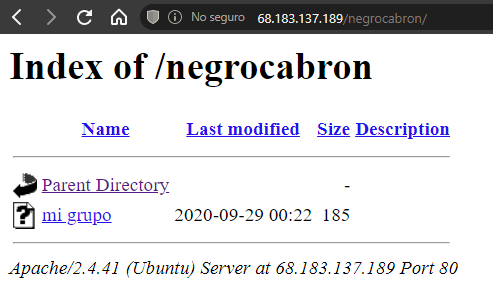 No seguro 68.183.137.189/negrocabron/
Index of /negrocabron
Name Last modified Size Description
Parent Directory -
mi grupo 2020-09-29 00:22 185
Apache/2.4.41 (Ubuntu) Server at 68.183.137.189 Port 80